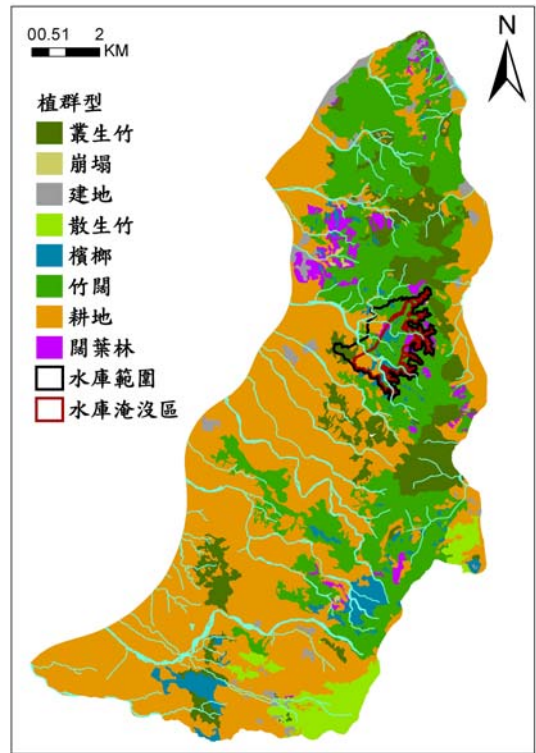 N
00.51 2
KM
植群型
叢生竹
崩塌
建地
散生竹
檳榔
竹闊
耕地
闊葉林
水庫範圍
水庫淹沒區